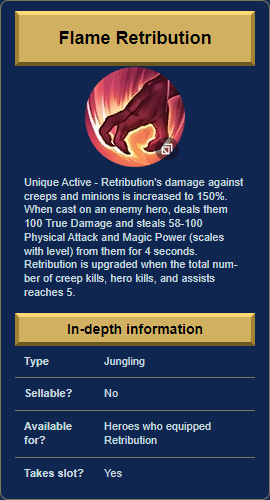 Flame Retribution
Unique Active - Retribution's damage against
creeps and minions is increased to 150%.
When cast on an enemy hero, deals them
100 True Damage and steals 58-100
Physical Attack and Magic Power (scales
with level) from them for 4 seconds.
Retribution is upgraded when the total num-
ber of creep kills, hero kills, and assists
reaches 5.
In-depth information
Type Jungling
Sellable? No
Available Heroes who equipped
for? Retribution
Takes slot? Yes